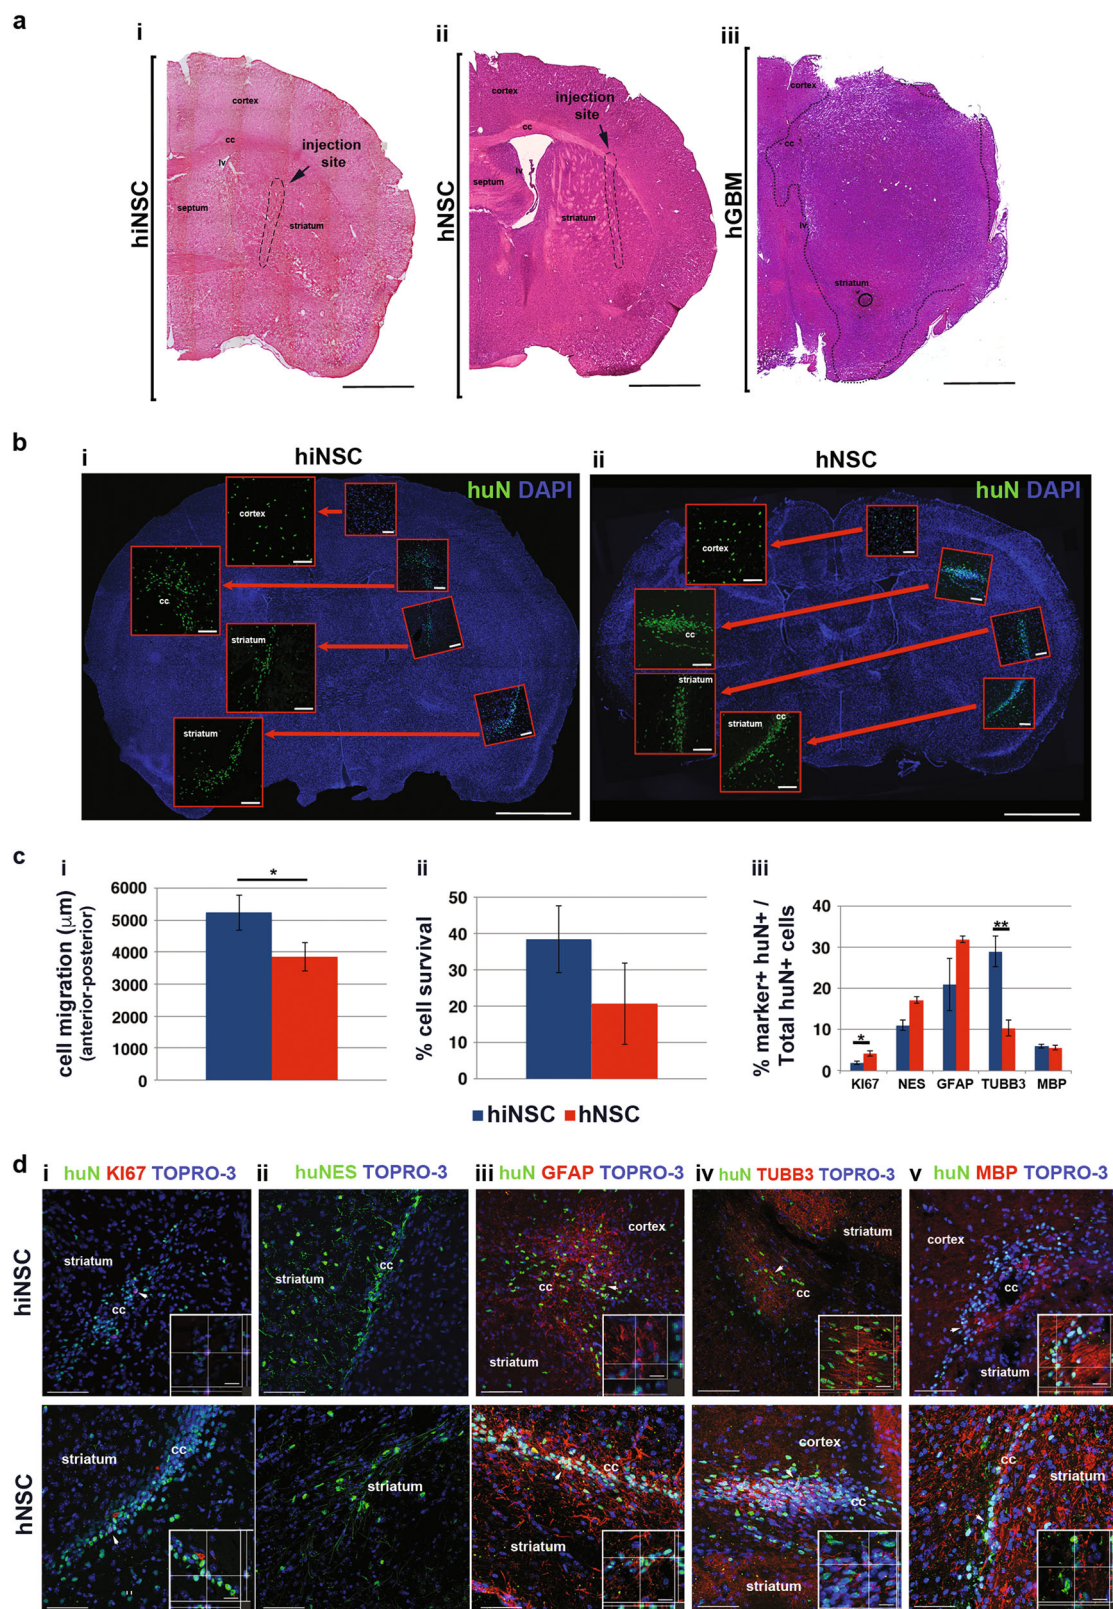 a
i
ii
iii
hiNSC
cortex
cc
lv
injection
site
septum
striatum
hNSC
cortex
injection
site
cc
lv
septum
striatum
hGBM
cortex
cc
lv
striatum
b
i
hiNSC
ii
hNSC
huN DAPI
cortex
cc
striatum
striatum
huN DAPI
cortex
cc
striatum
striatum
cc
c
i
ii
iii
cell migration (µm)
(anterior-posterior)
6000
5000
4000
3000
2000
1000
0
*
% cell survival
50
40
30
20
10
0
% marker+ huN+ /
Total huN+ cells
40
30
20
10
0
*
**
KI67 NES GFAP TUBB3 MBP
hiNSC hNSC
d
i huN KI67 TOPRO-3
ii huNES TOPRO-3
iii huN GFAP TOPRO-3
iv huN TUBB3 TOPRO-3
v huN MBP TOPRO-3
hiNSC
striatum
cc
striatum
cc
cortex
cc
striatum
striatum
cc
cortex
cc
striatum
hNSC
striatum
cc
striatum
cc
striatum
cortex
cc
striatum
cc
striatum